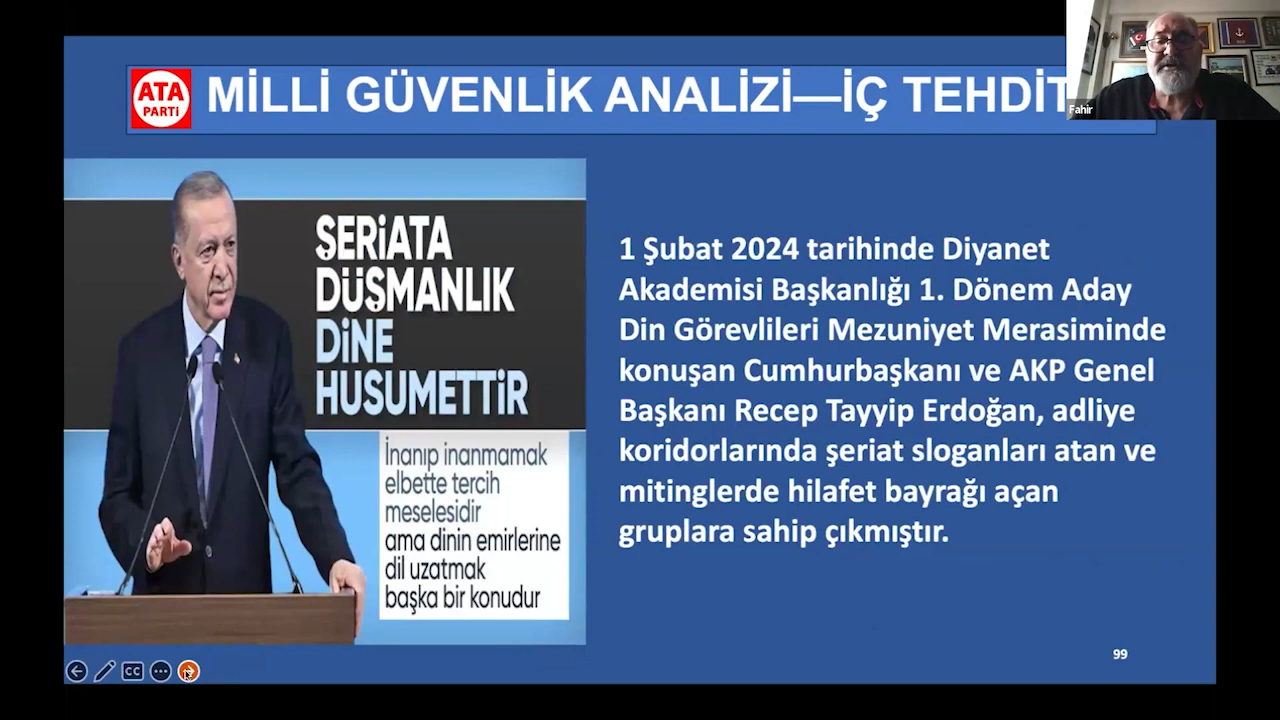 ATA
PARTİ
MİLLİ GÜVENLİK ANALİZİ—İÇ TEHDİT
Fahir
ŞERİATA
DÜŞMANLIK
DİNE
HUSUMETTİR
İnanıp inanmamak
elbette tercih
meselesidir
ama dinin emirlerine
dil uzatmak
başka bir konudur
1 Şubat 2024 tarihinde Diyanet
Akademisi Başkanlığı 1. Dönem Aday
Din Görevlileri Mezuniyet Merasiminde
konuşan Cumhurbaşkanı ve AKP Genel
Başkanı Recep Tayyip Erdoğan, adliye
koridorlarında şeriat sloganları atan ve
mitinglerde hilafet bayrağı açan
gruplara sahip çıkmıştır.
99
CC